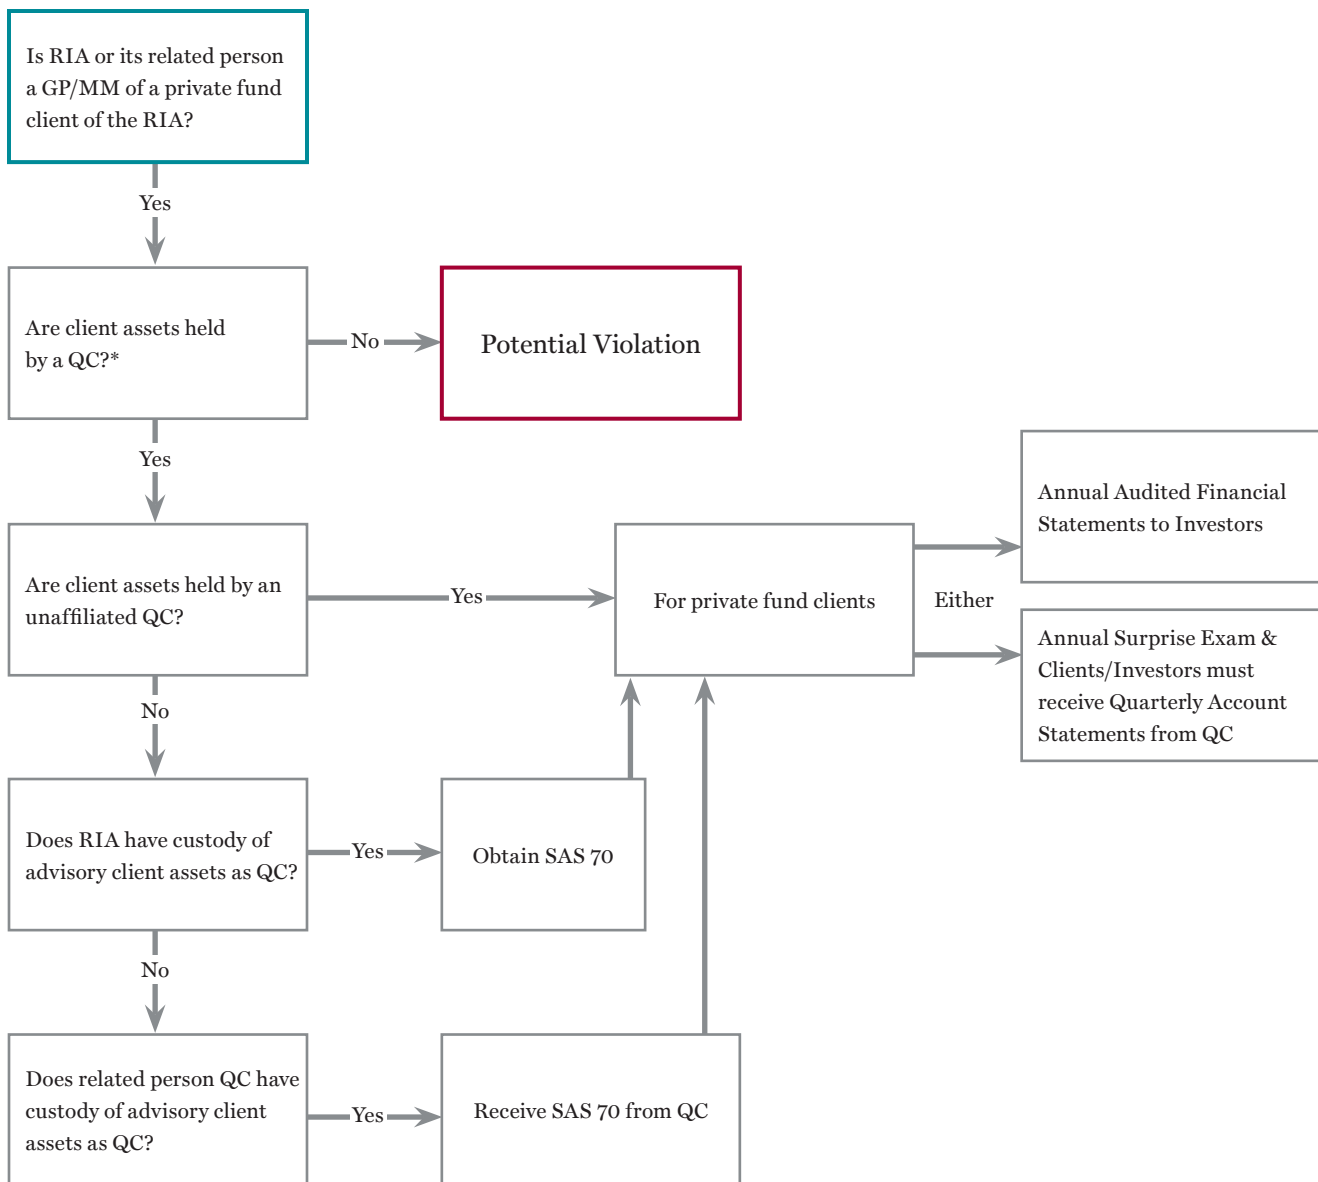 Is RIA or its related person
a GP/MM of a private fund
client of the RIA?
Yes
Are client assets held
by a QC?*
No
Potential Violation
Yes
Are client assets held by an
unaffiliated QC?
Yes
For private fund clients
Either
Annual Audited Financial
Statements to Investors
Annual Surprise Exam &
Clients/Investors must
receive Quarterly Account
Statements from QC
No
Does RIA have custody of
advisory client assets as QC?
Yes
Obtain SAS 70
No
Does related person QC have
custody of advisory client
assets as QC?
Yes
Receive SAS 70 from QC